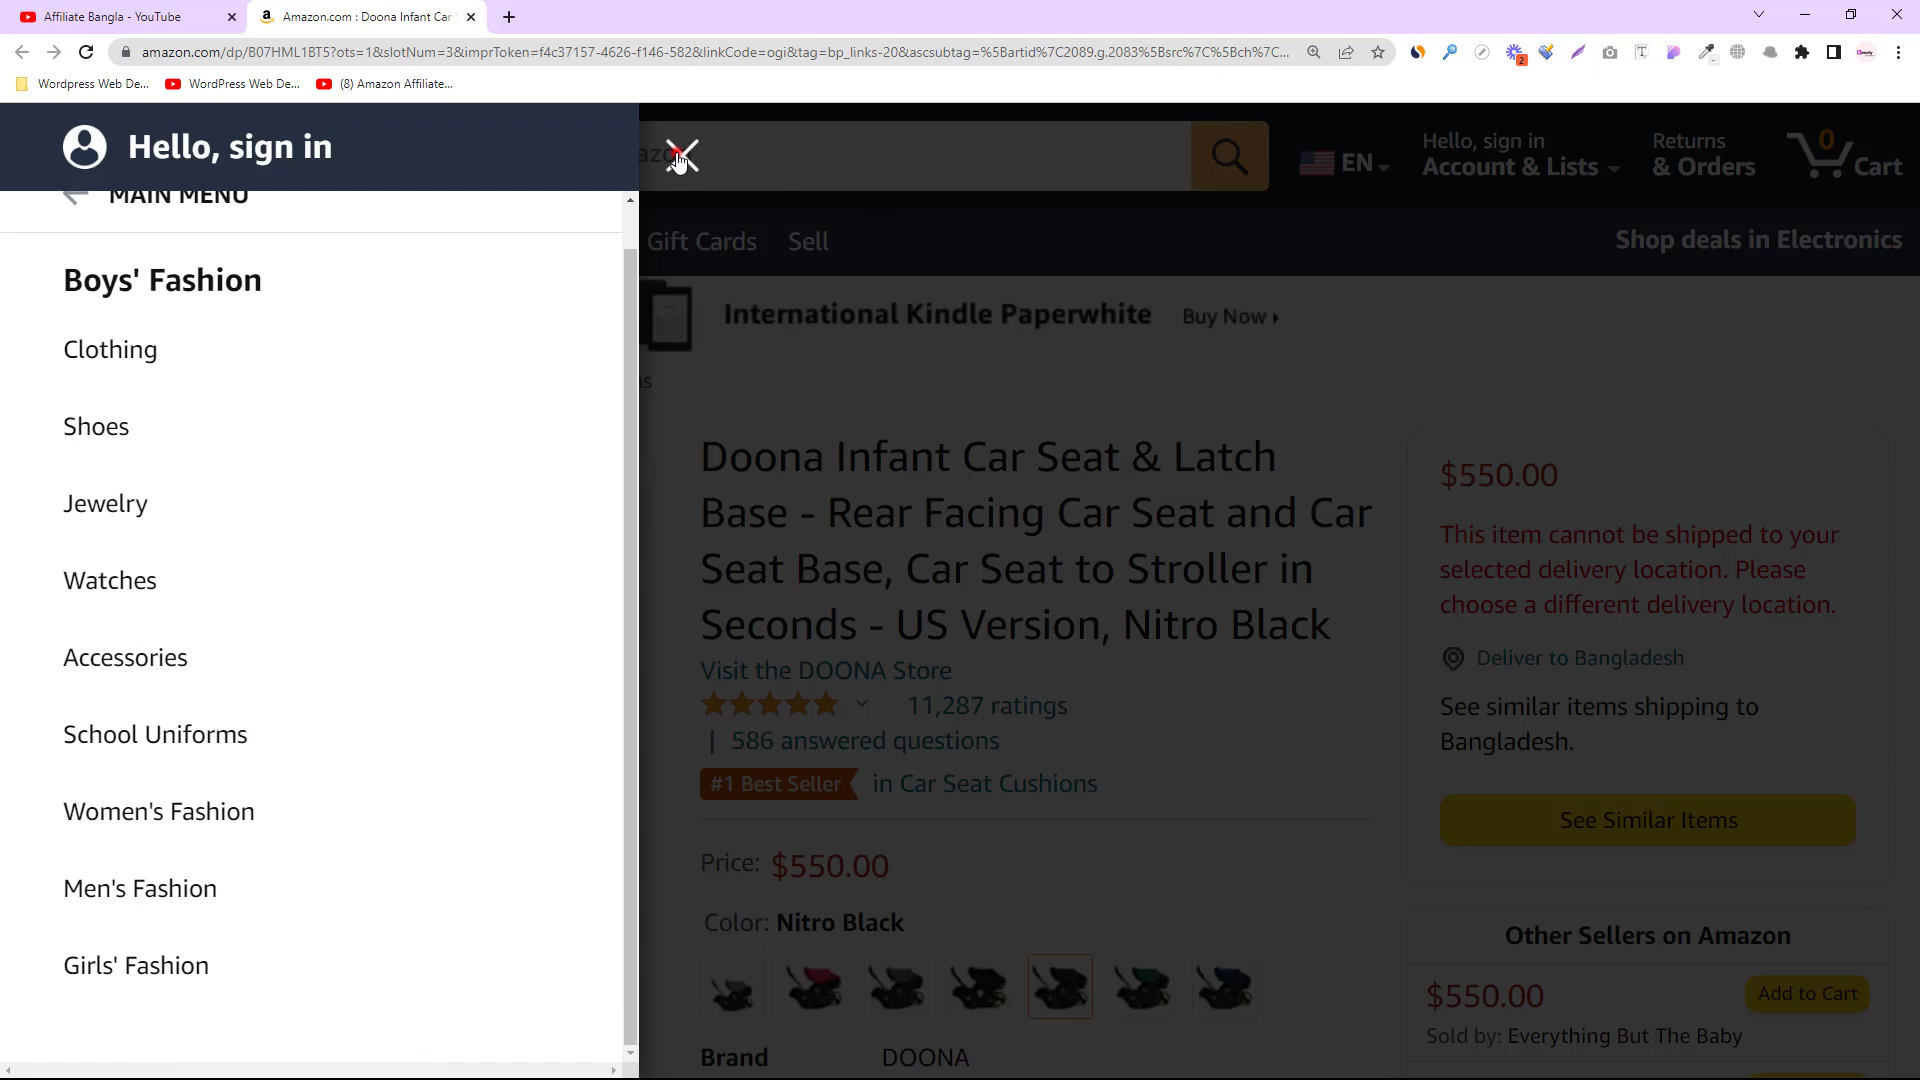 Affiliate Bangla - YouTube
Amazon.com : Doona Infant Car
amazon.com/dp/B07HML1BT5?ots=1&slotNum=3&imprToken=f4c37157-4626-f146-582&linkCode=ogi&tag=bp_links-20&ascsubtag=%5Bartid%7C2089.g.2083%5Bsrc%7C%5Bch%7C...
2
Wordpress Web De...
WordPress Web De...
(8) Amazon Affiliate...
Hello, sign in
EN
Hello, sign in
Account & Lists
Returns
& Orders
0
Cart
MAIN MENU
Gift Cards
Sell
Shop deals in Electronics
Boys' Fashion
Clothing
Shoes
Jewelry
Watches
Accessories
School Uniforms
Women's Fashion
Men's Fashion
Girls' Fashion
International Kindle Paperwhite
Buy Now
Doona Infant Car Seat & Latch
Base - Rear Facing Car Seat and Car
Seat Base, Car Seat to Stroller in
Seconds - US Version, Nitro Black
Visit the DOONA Store
11,287 ratings
| 586 answered questions
#1 Best Seller in Car Seat Cushions
Price: $550.00
Color: Nitro Black
Brand DOONA
$550.00
This item cannot be shipped to your
selected delivery location. Please
choose a different delivery location.
Deliver to Bangladesh
See similar items shipping to
Bangladesh.
See Similar Items
Other Sellers on Amazon
$550.00
Add to Cart
Sold by: Everything But The Baby